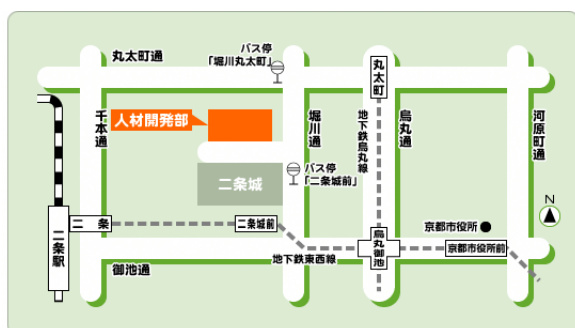 丸太町通
バス停
「堀川丸太町」
丸太町
千本通
人材開発部
堀川通
地下鉄烏丸線
烏丸通
河原町通
バス停
「二条城前」
二条城
N
二条
二条城前
京都市役所
二条駅
烏丸御池
京都市役所前
地下鉄東西線
御池通